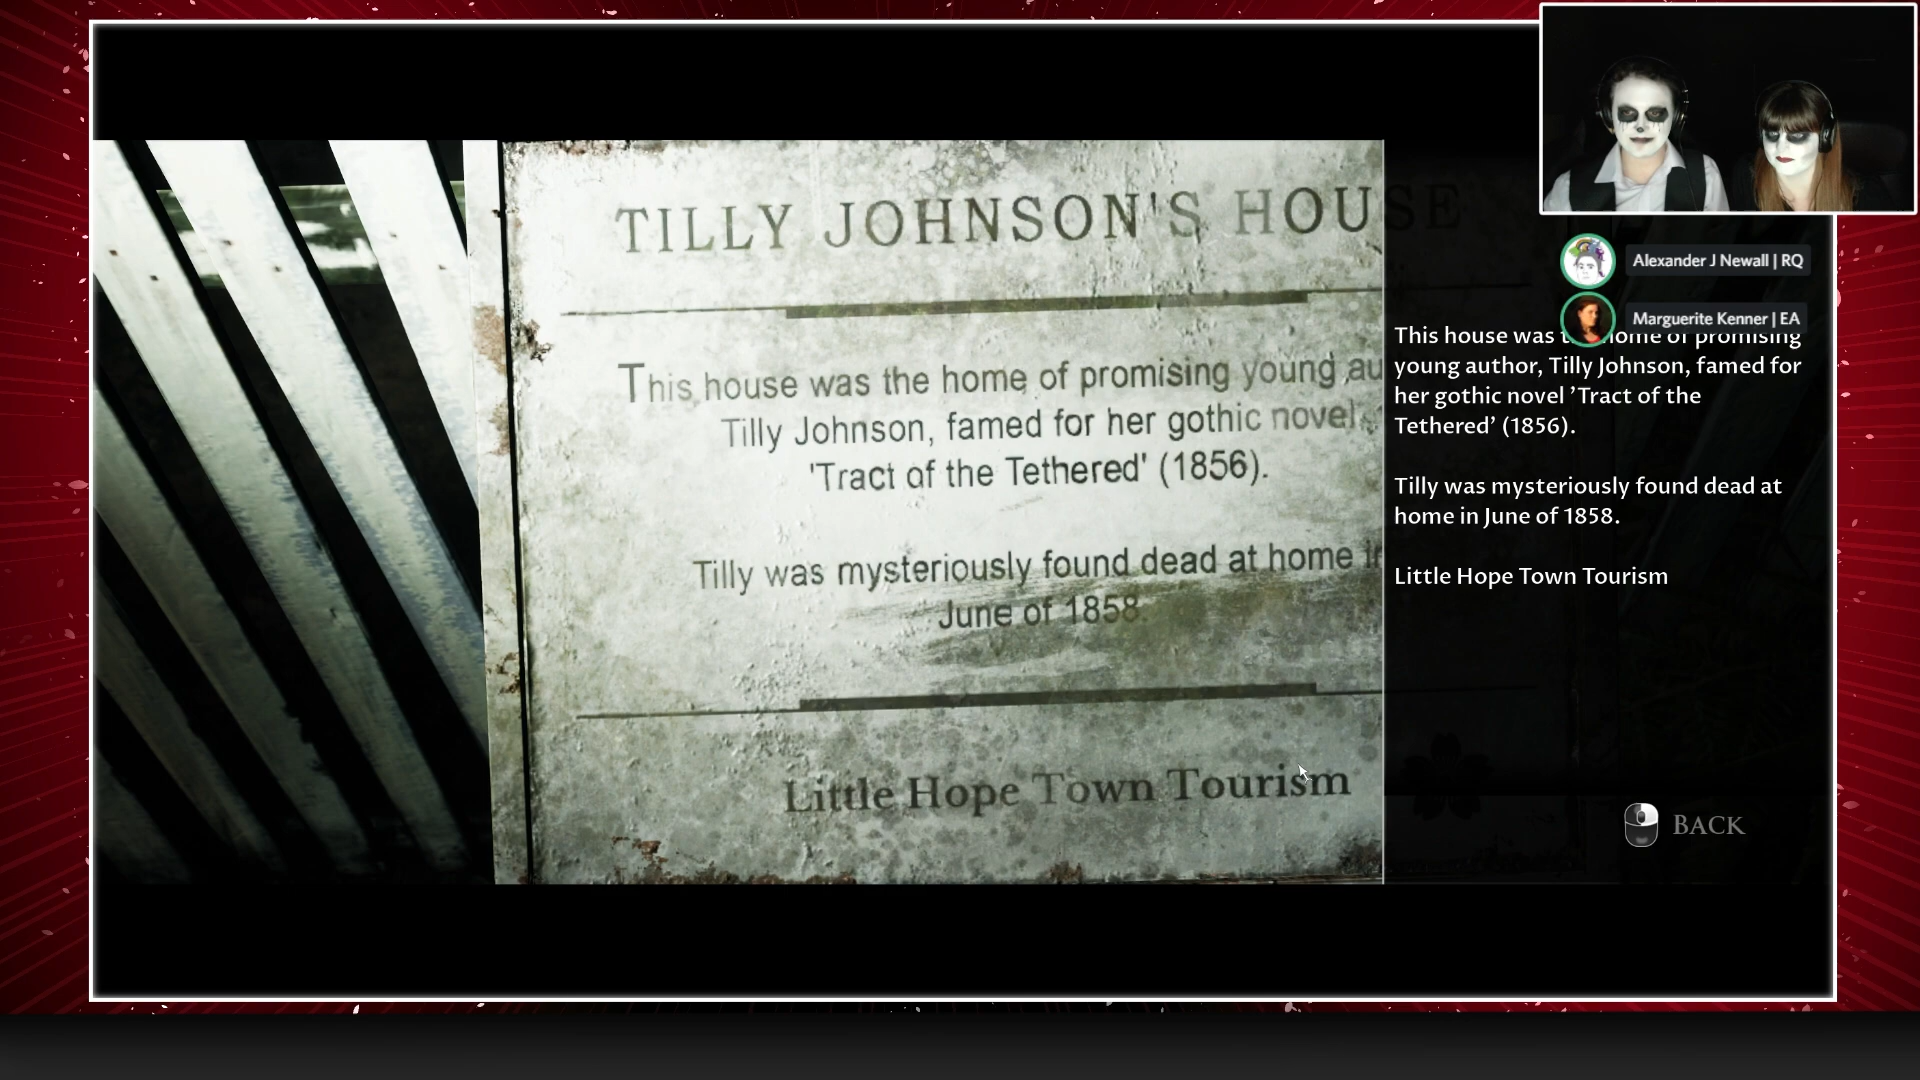 TILLY JOHNSON'S HOUSE
This house was the home of promising young au
Tilly Johnson, famed for her gothic novel
'Tract of the Tethered' (1856).
Tilly was mysteriously found dead at home in
June of 1858.
Little Hope Town Tourism
Alexander J Newall | RQ
Marguerite Kenner | EA
This house was t home of promising
young author, Tilly Johnson, famed for
her gothic novel 'Tract of the
Tethered' (1856).
Tilly was mysteriously found dead at
home in June of 1858.
Little Hope Town Tourism
BACK